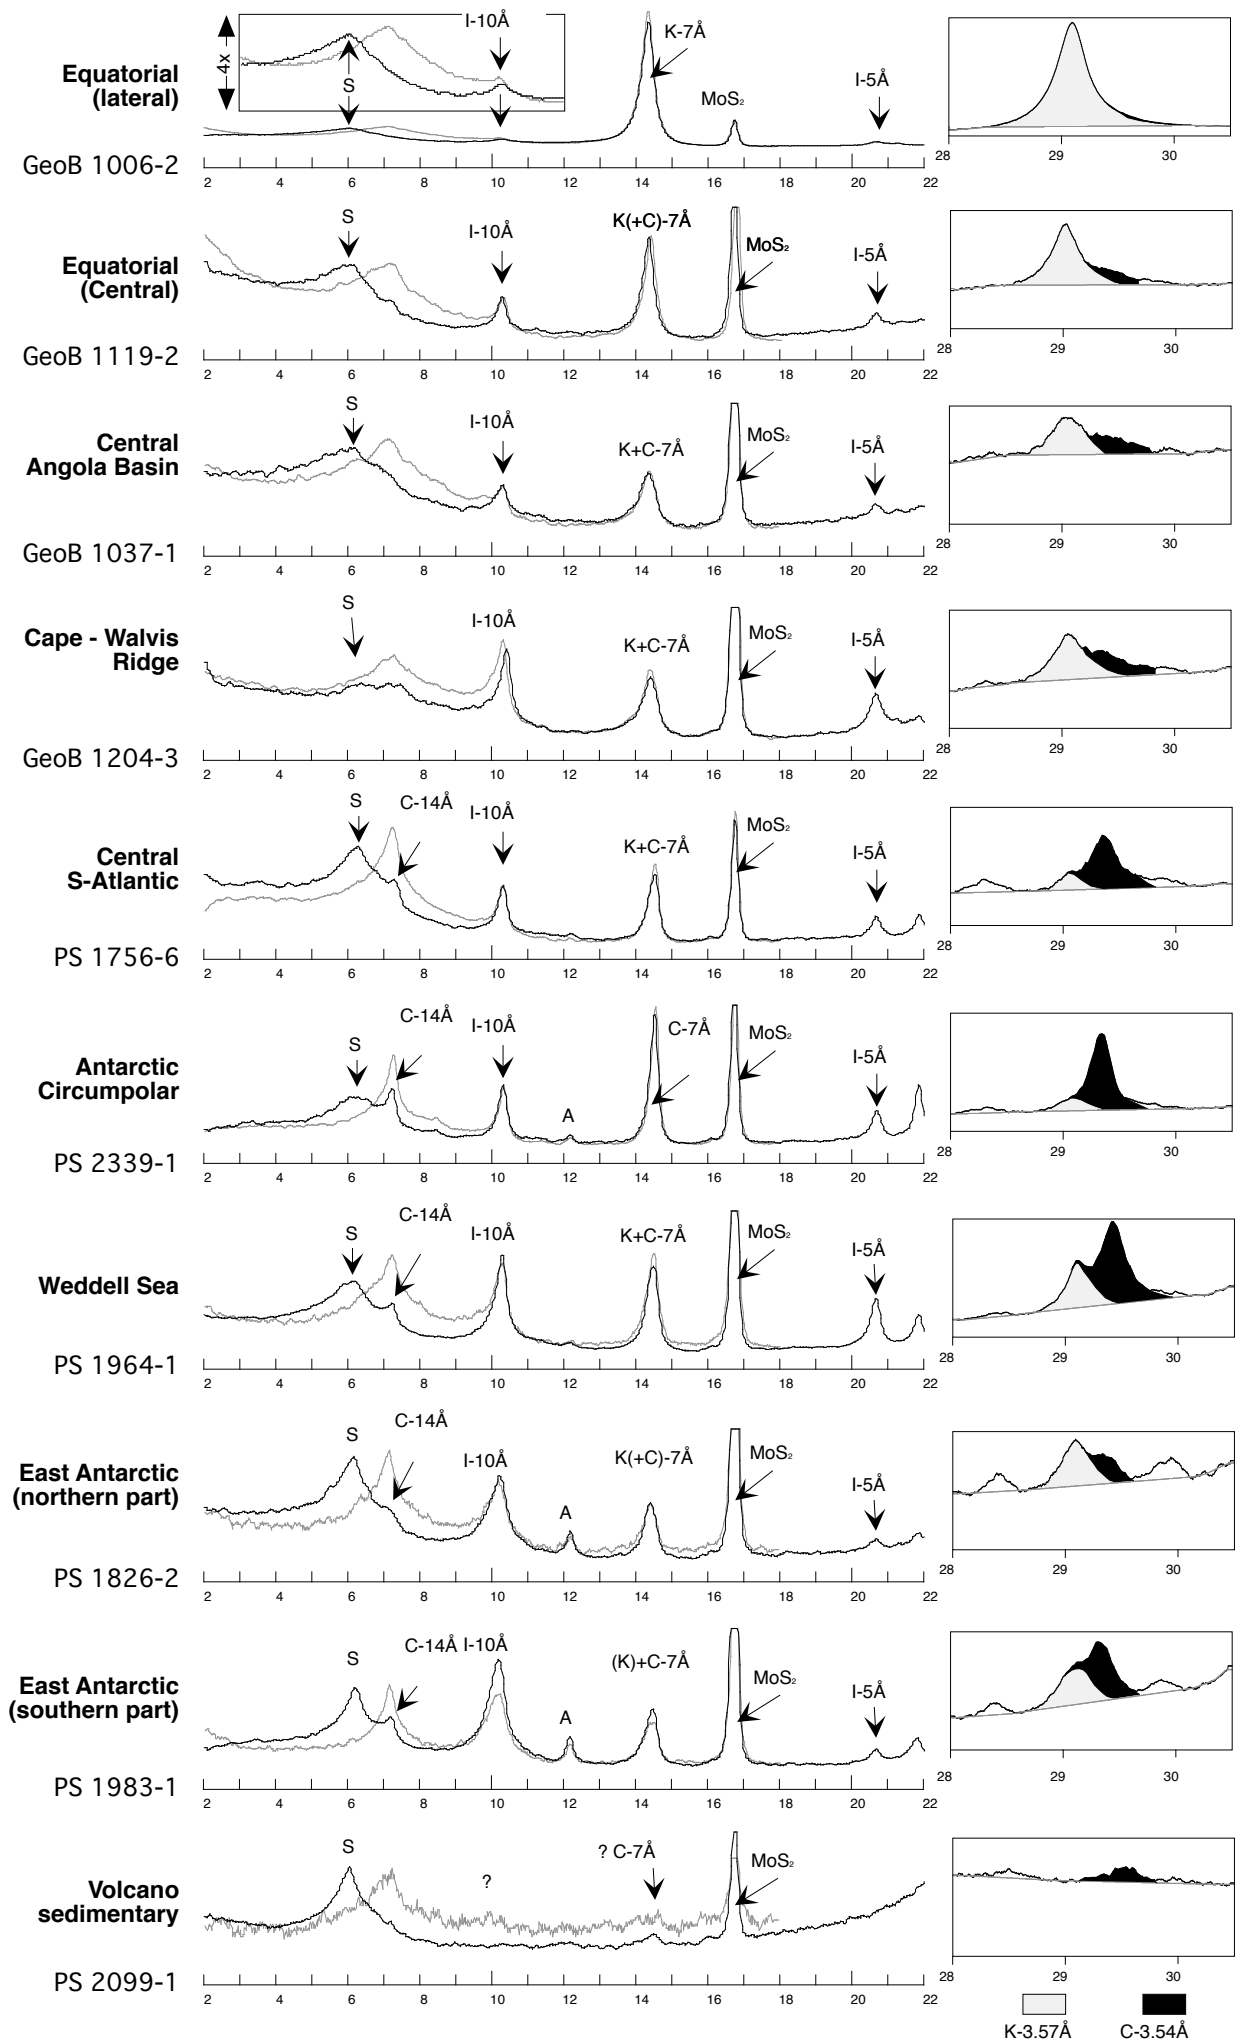 I-10Å
4x
S
K-7Å
MoS₂
I-5Å
Equatorial
(lateral)
GeoB 1006-2
2 4 6 8 10 12 14 16 18 20 22
28 29 30
S
I-10Å
K(+C)-7Å
MoS₂
I-5Å
Equatorial
(Central)
GeoB 1119-2
2 4 6 8 10 12 14 16 18 20 22
28 29 30
S
I-10Å
K+C-7Å
MoS₂
I-5Å
Central
Angola Basin
GeoB 1037-1
2 4 6 8 10 12 14 16 18 20 22
28 29 30
S
I-10Å
K+C-7Å
MoS₂
I-5Å
Cape - Walvis
Ridge
GeoB 1204-3
2 4 6 8 10 12 14 16 18 20 22
28 29 30
S
C-14Å
I-10Å
K+C-7Å
MoS₂
I-5Å
Central
S-Atlantic
PS 1756-6
2 4 6 8 10 12 14 16 18 20 22
28 29 30
S
C-14Å
I-10Å
A
C-7Å
MoS₂
I-5Å
Antarctic
Circumpolar
PS 2339-1
2 4 6 8 10 12 14 16 18 20 22
28 29 30
S
C-14Å
I-10Å
K+C-7Å
MoS₂
I-5Å
Weddell Sea
PS 1964-1
2 4 6 8 10 12 14 16 18 20 22
28 29 30
S
C-14Å
I-10Å
A
K(+C)-7Å
MoS₂
I-5Å
East Antarctic
(northern part)
PS 1826-2
2 4 6 8 10 12 14 16 18 20 22
28 29 30
S
C-14Å I-10Å
A
(K)+C-7Å
MoS₂
I-5Å
East Antarctic
(southern part)
PS 1983-1
2 4 6 8 10 12 14 16 18 20 22
28 29 30
S
?
? C-7Å
MoS₂
Volcano
sedimentary
PS 2099-1
2 4 6 8 10 12 14 16 18 20 22
28 29 30
K-3.57Å C-3.54Å